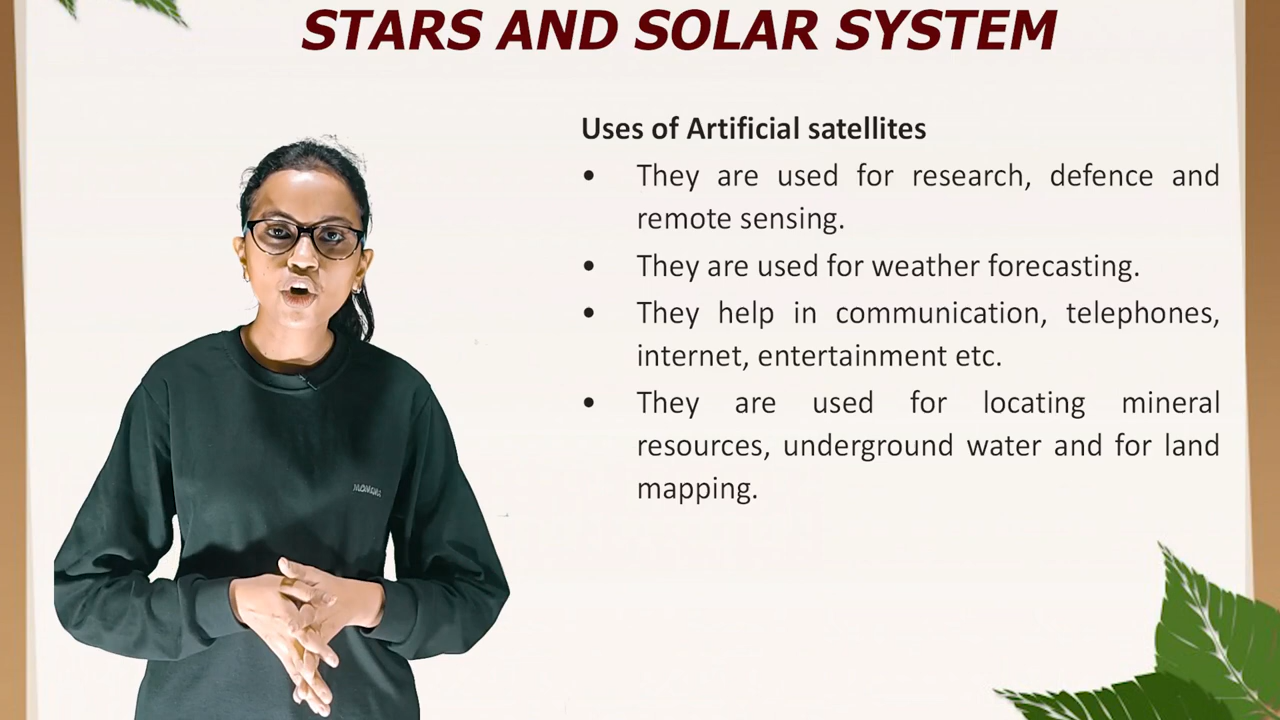 STARS AND SOLAR SYSTEM
Uses of Artificial satellites
• They are used for research, defence and
remote sensing.
• They are used for weather forecasting.
• They help in communication, telephones,
internet, entertainment etc.
• They are used for locating mineral
resources, underground water and for land
mapping.